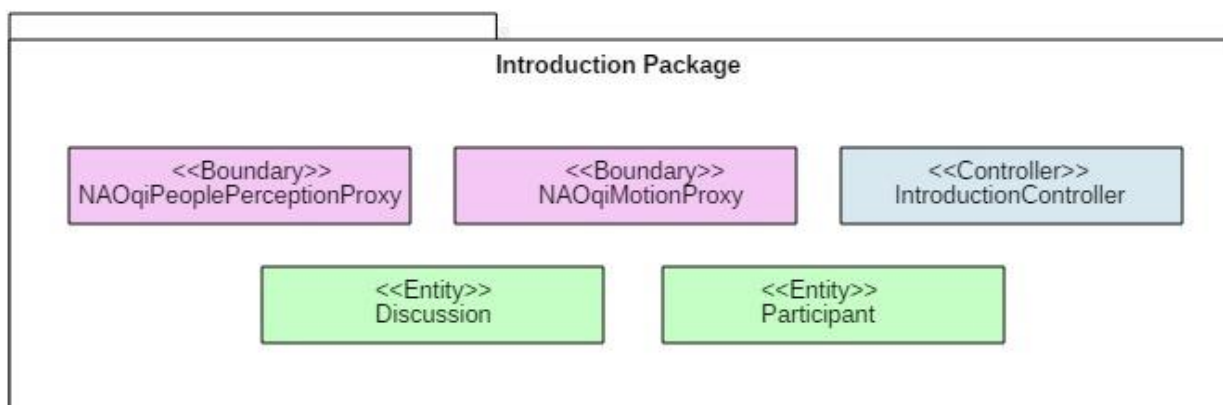 Introduction Package
<<Boundary>>
NAOqiPeoplePerceptionProxy
<<Boundary>>
NAOqiMotionProxy
<<Controller>>
IntroductionController
<<Entity>>
Discussion
<<Entity>>
Participant